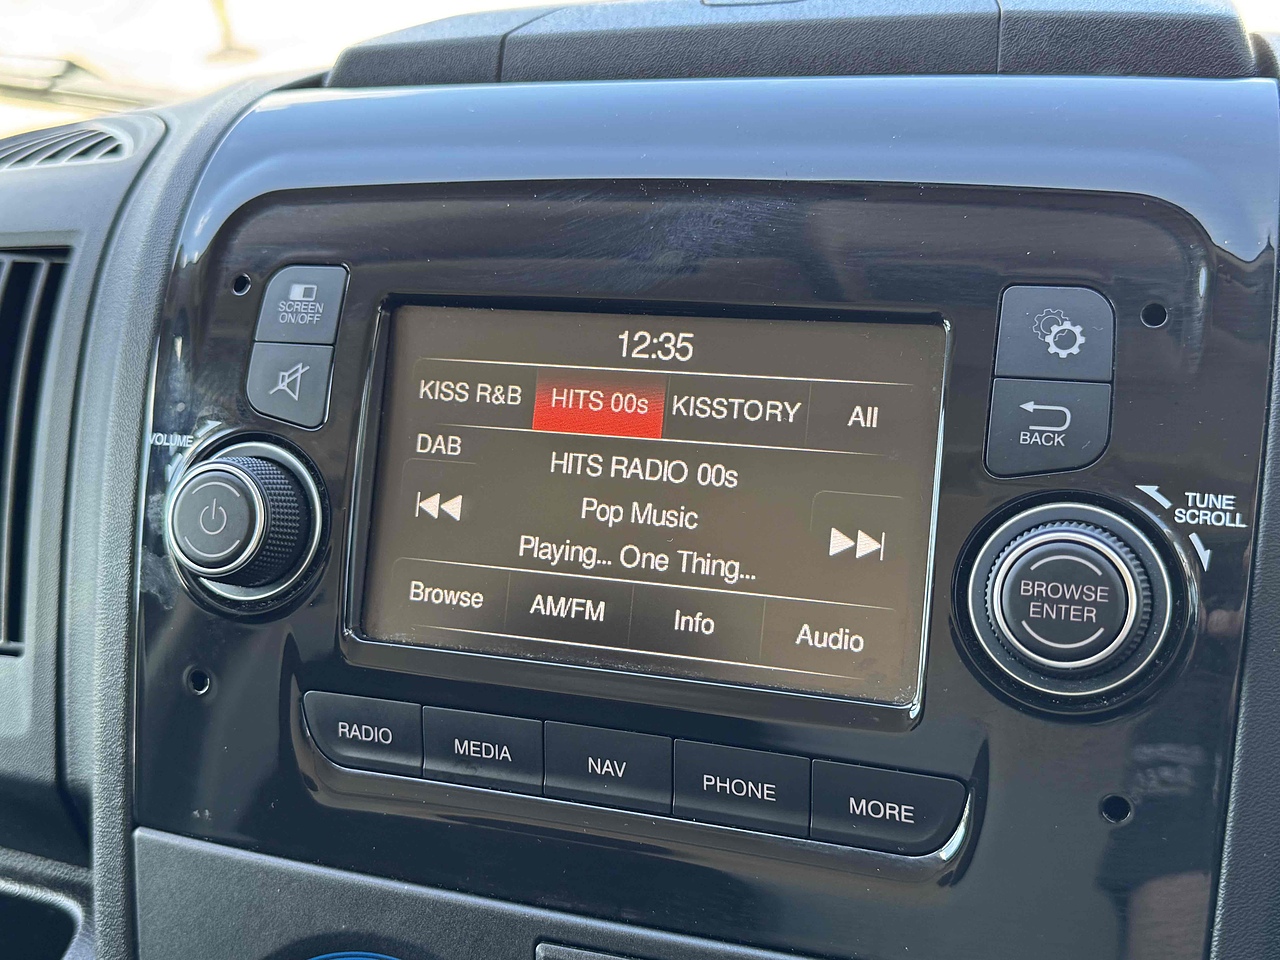 SCREEN
ON/OFF
VOLUME
12:35
KISS R&B HITS 00s KISSTORY All
DAB
HITS RADIO 00s
Pop Music
Playing... One Thing...
Browse AM/FM Info Audio
BACK
TUNE
SCROLL
BROWSE
ENTER
RADIO MEDIA NAV PHONE MORE